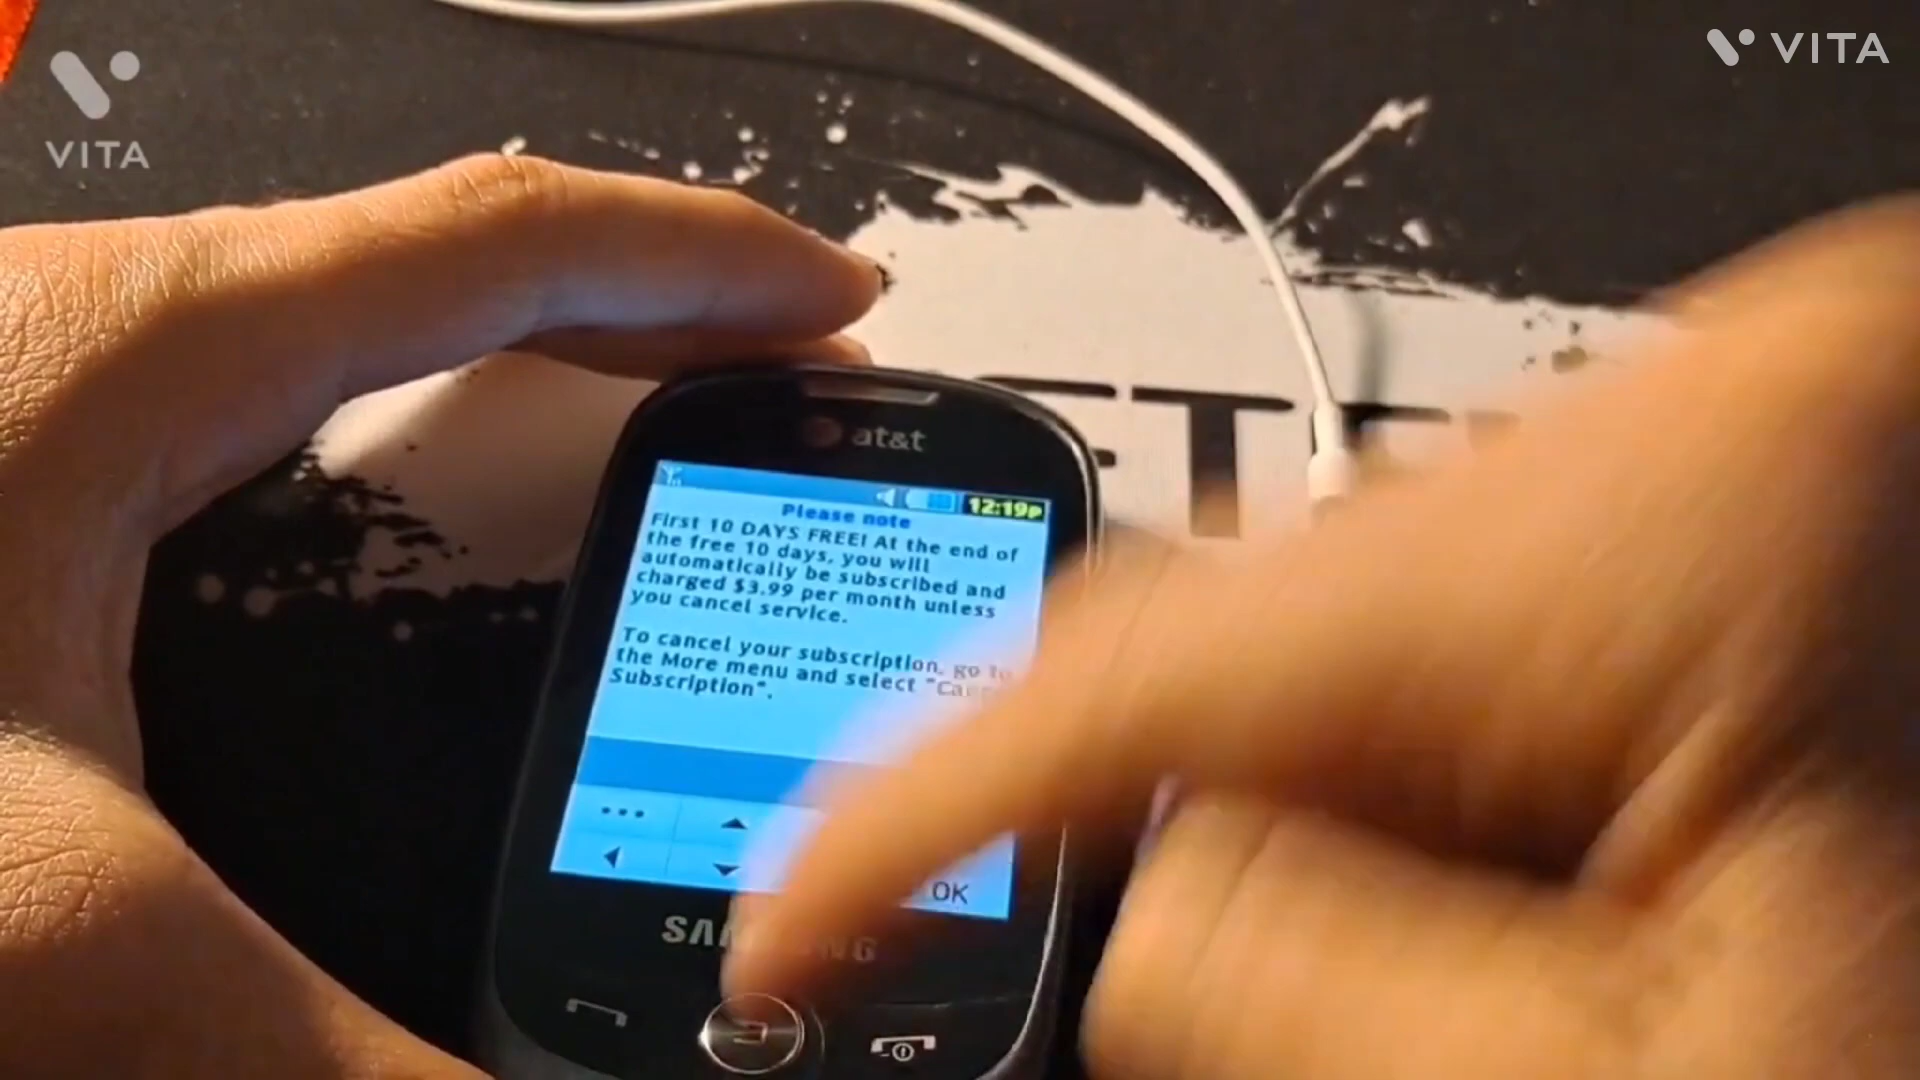 VITA
VITA
at&t
12:19P
Please note
First 10 DAYS FREE! At the end of
the free 10 days, you will
automatically be subscribed and
charged $3.99 per month unless
you cancel service.
To cancel your subscription, go to
the More menu and select
Subscription".
OK
SAMSUNG